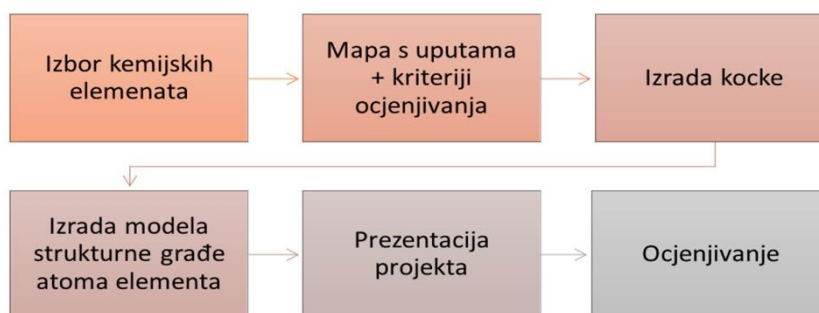 Izbor kemijskih
elemenata
Mapa s uputama
+ kriteriji
ocjenjivanja
Izrada kocke
Izrada modela
strukturne građe
atoma elementa
Prezentacija
projekta
Ocjenjivanje